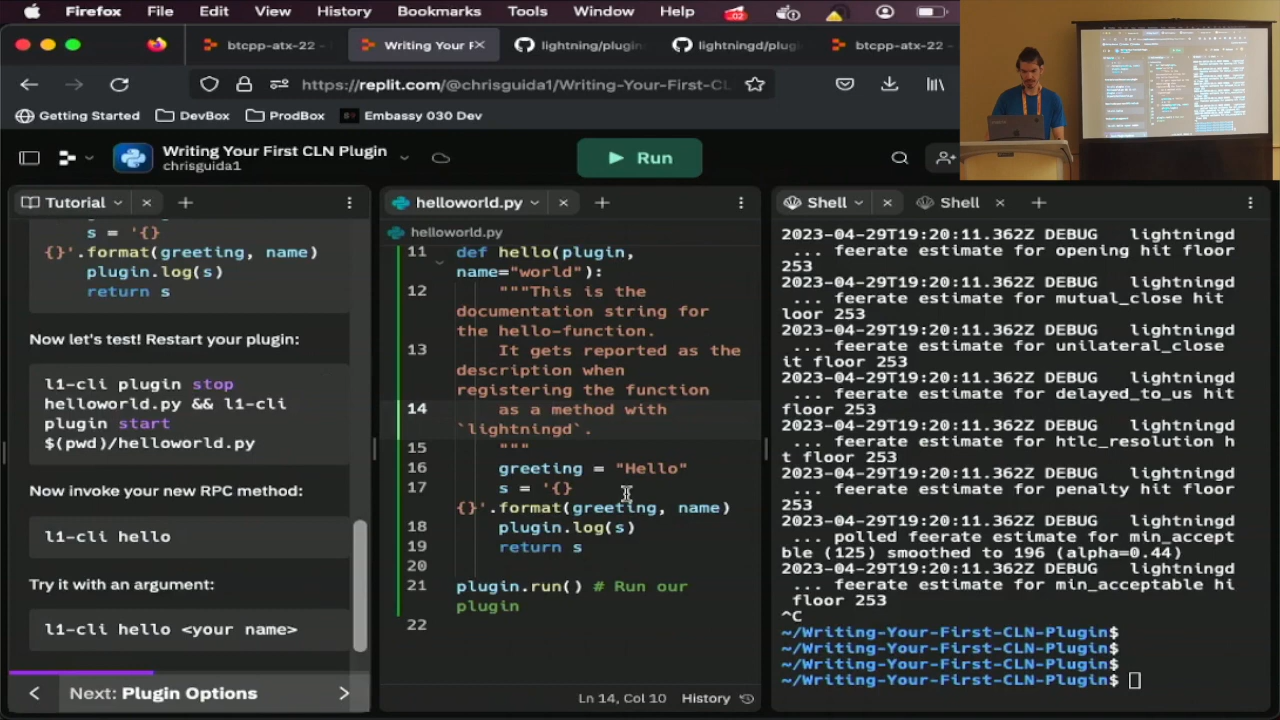 Firefox File Edit View History Bookmarks Tools Window Help
btcpp-atx-22 - Writing Your F lightning/plugin lightningd/plug btcpp-atx-22 -
https://replit.com/@chrisguida1/Writing-Your-First-CL
Getting Started DevBox ProdBox Embassy 030 Dev
Writing Your First CLN Plugin
chrisguida1
Run
Tutorial
s = '{}
{}'.format(greeting, name)
plugin.log(s)
return s
Now let's test! Restart your plugin:
l1-cli plugin stop
helloworld.py && l1-cli
plugin start
$(pwd)/helloworld.py
Now invoke your new RPC method:
l1-cli hello
Try it with an argument:
l1-cli hello <your name>
Next: Plugin Options
helloworld.py
helloworld.py
11 def hello(plugin,
name="world"):
12 """This is the
documentation string for
the hello-function.
13 It gets reported as the
description when
registering the function
14 as a method with
`lightningd`.
15 """
16 greeting = "Hello"
17 s = '{}
{}'.format(greeting, name)
18 plugin.log(s)
19 return s
20
21 plugin.run() # Run our
plugin
22
Ln 14, Col 10 History
Shell Shell
2023-04-29T19:20:11.362Z DEBUG lightningd
... feerate estimate for opening hit floor
253
2023-04-29T19:20:11.362Z DEBUG lightningd
... feerate estimate for mutual_close hit
loor 253
2023-04-29T19:20:11.362Z DEBUG lightningd
... feerate estimate for unilateral_close
it floor 253
2023-04-29T19:20:11.362Z DEBUG lightningd
... feerate estimate for delayed_to_us hit
floor 253
2023-04-29T19:20:11.362Z DEBUG lightningd
... feerate estimate for htlc_resolution h
t floor 253
2023-04-29T19:20:11.362Z DEBUG lightningd
... feerate estimate for penalty hit floor
253
2023-04-29T19:20:11.362Z DEBUG lightningd
... polled feerate estimate for min_accept
ble (125) smoothed to 196 (alpha=0.44)
2023-04-29T19:20:11.362Z DEBUG lightningd
... feerate estimate for min_acceptable hi
floor 253
^C
~/Writing-Your-First-CLN-Plugin$
~/Writing-Your-First-CLN-Plugin$
~/Writing-Your-First-CLN-Plugin$
~/Writing-Your-First-CLN-Plugin$